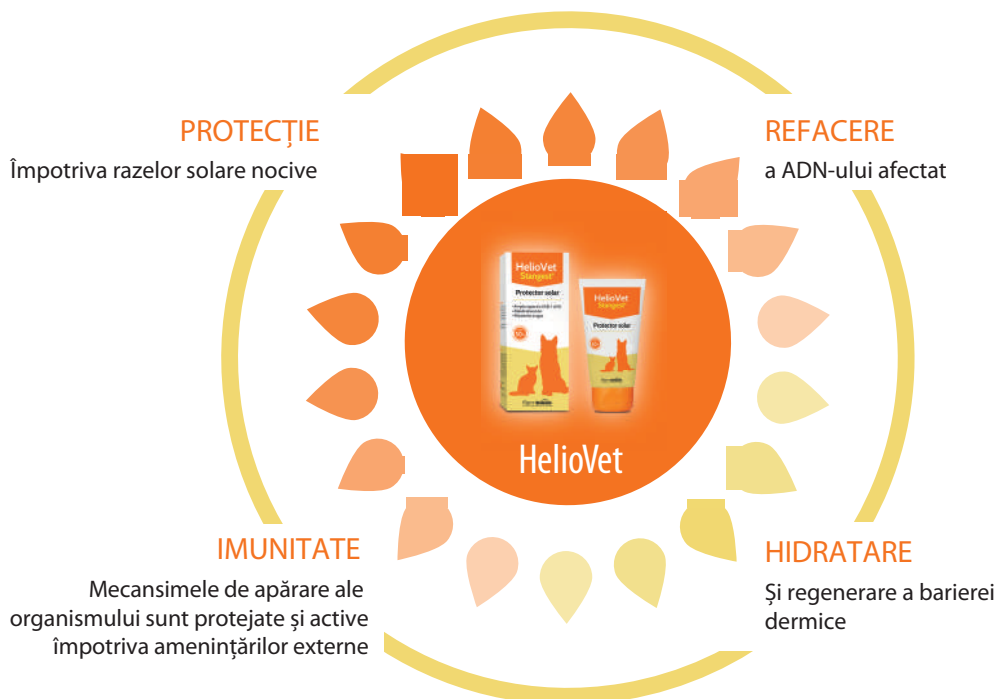 PROTECȚIE
Împotriva razelor solare nocive
REFACERE
a ADN-ului afectat
HelioVet
Stangest®
Protector solar
HelioVet
Stangest®
Protector solar
HelioVet
IMUNITATE
Mecansimele de apărare ale
organismului sunt protejate și active
împotriva amenințărilor externe
HIDRATARE
Și regenerare a barierei
dermice